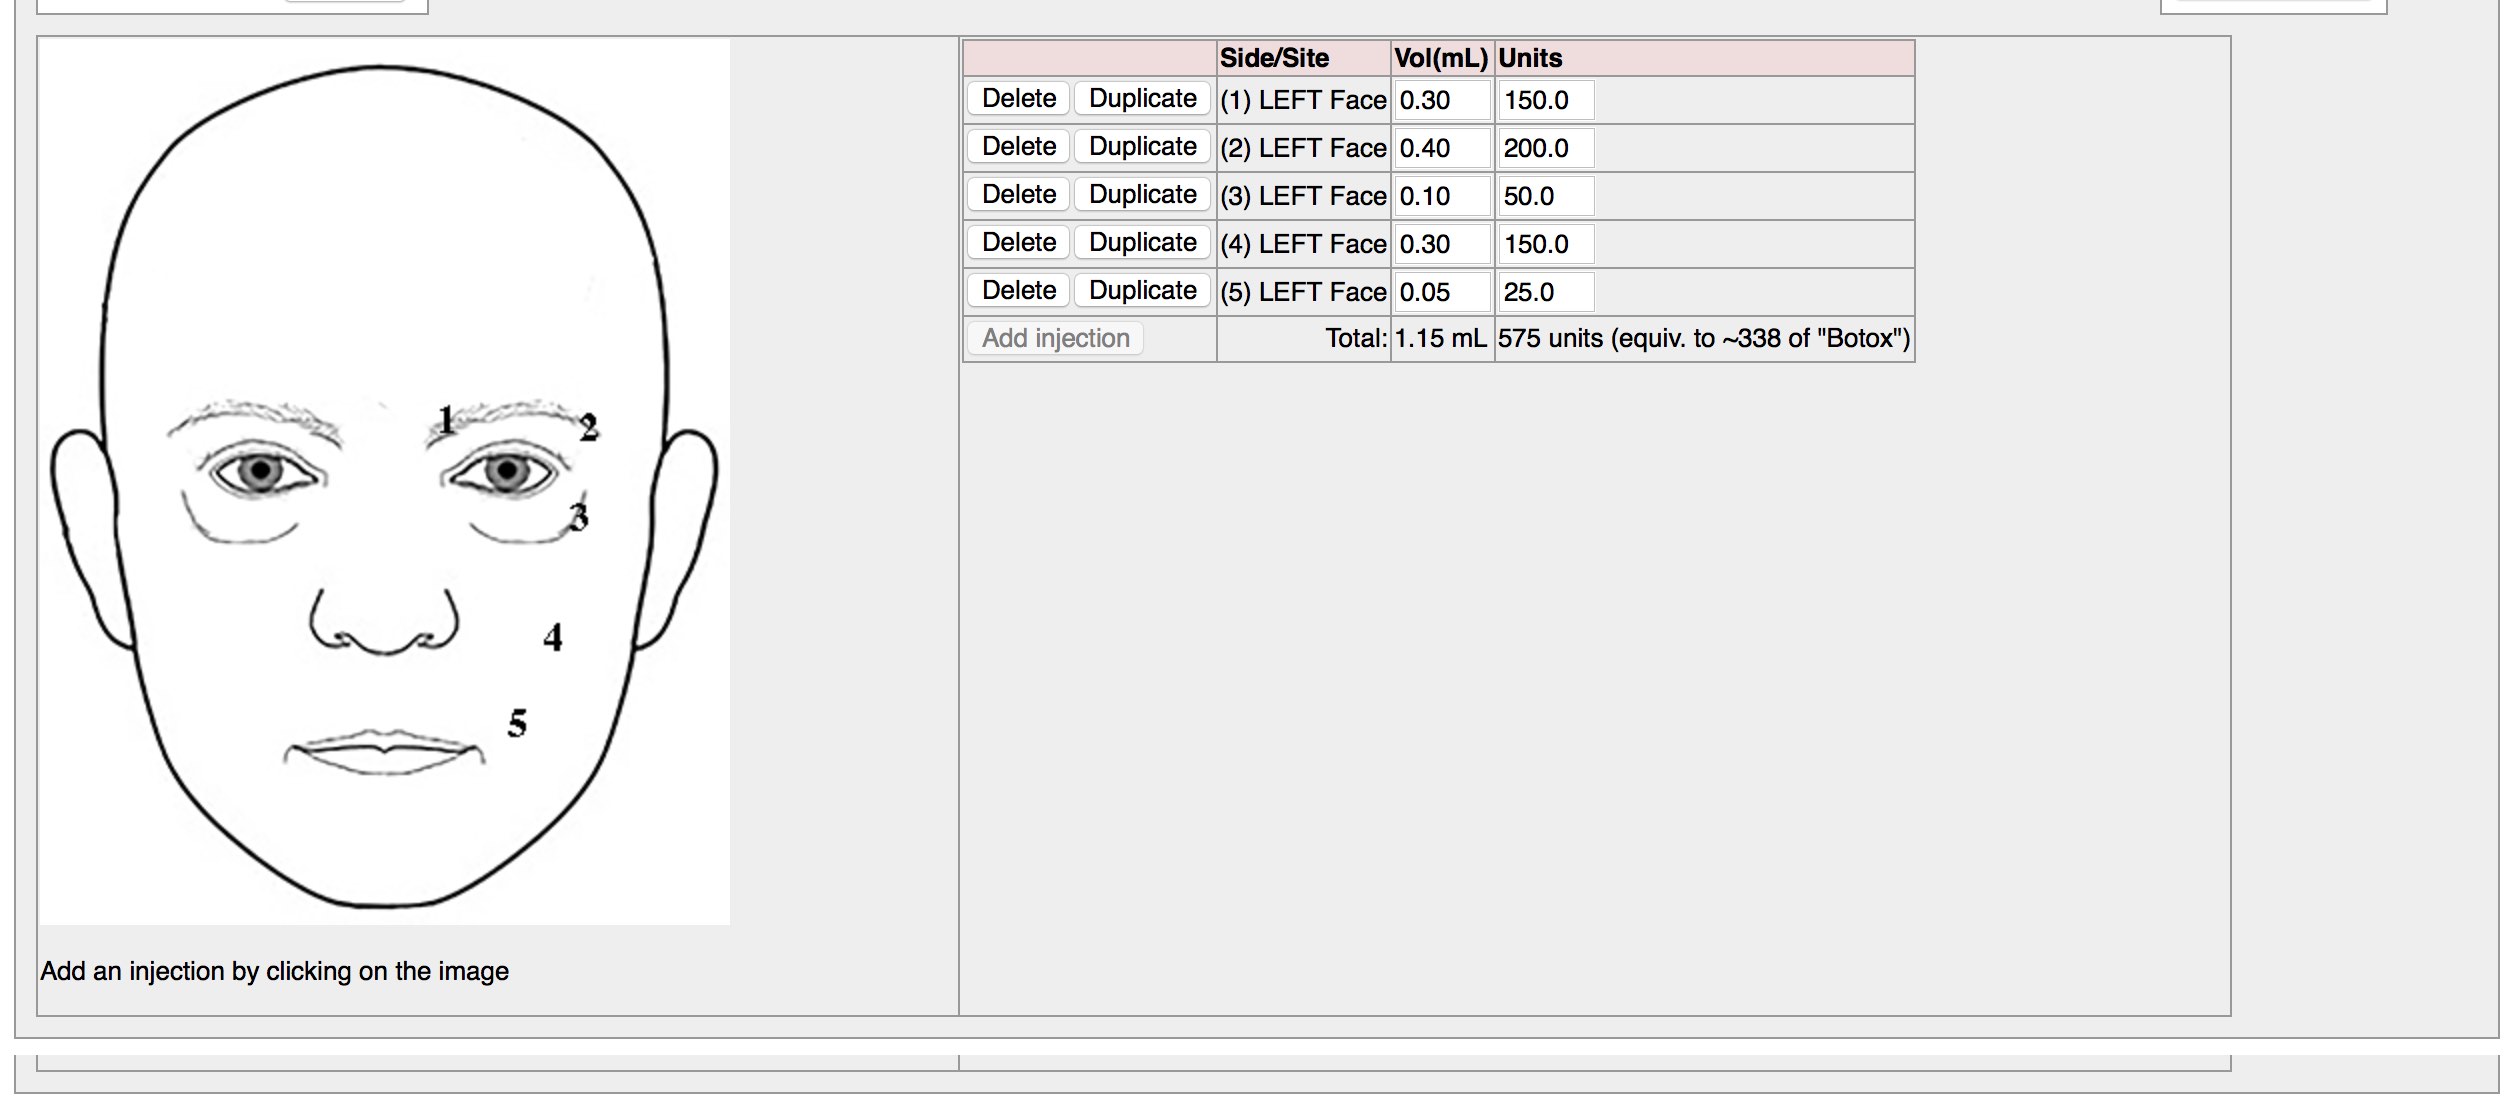 Side/Site Vol(mL) Units
Delete Duplicate (1) LEFT Face 0.30 150.0
Delete Duplicate (2) LEFT Face 0.40 200.0
Delete Duplicate (3) LEFT Face 0.10 50.0
Delete Duplicate (4) LEFT Face 0.30 150.0
Delete Duplicate (5) LEFT Face 0.05 25.0
Add injection Total: 1.15 mL 575 units (equiv. to ~338 of "Botox")
1
2
3
4
5
Add an injection by clicking on the image